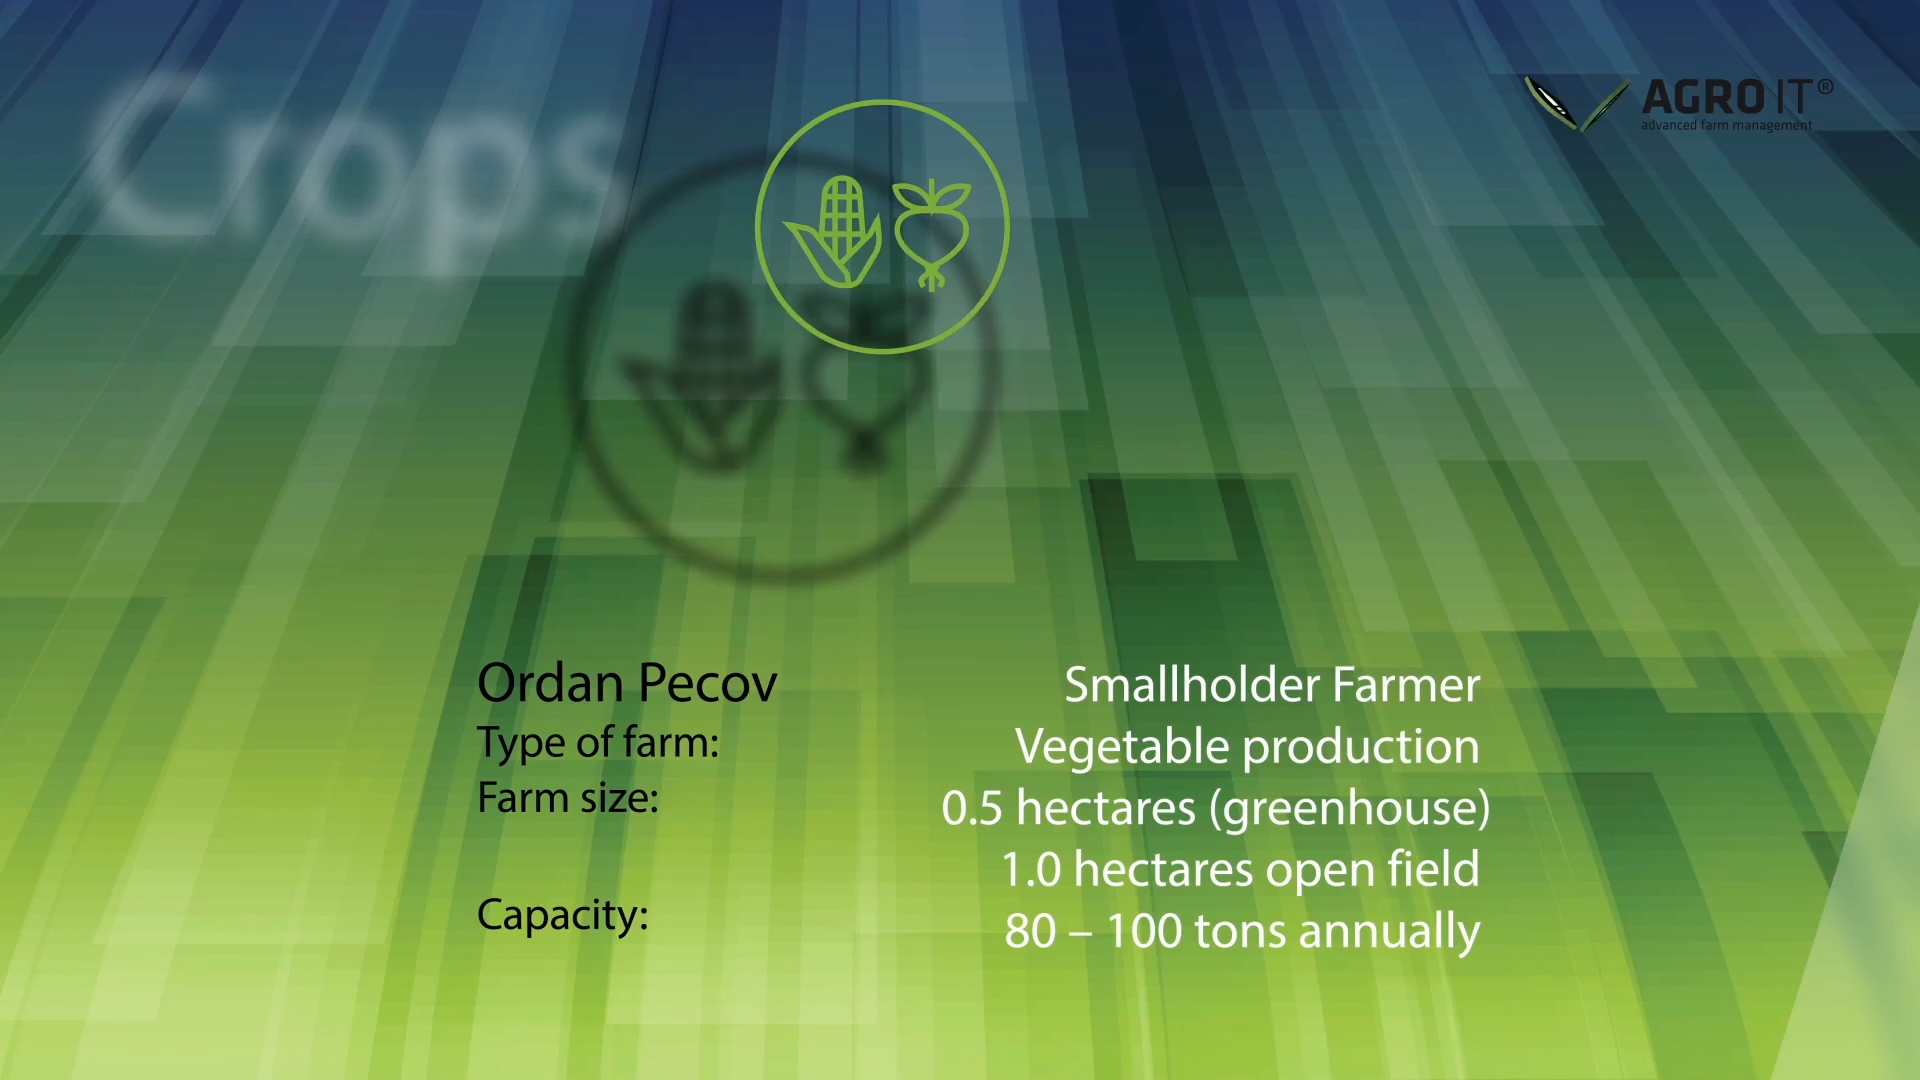 Crops
AGRO IT®
advanced farm management
Ordan Pecov Smallholder Farmer
Type of farm: Vegetable production
Farm size: 0.5 hectares (greenhouse)
1.0 hectares open field
Capacity: 80 – 100 tons annually